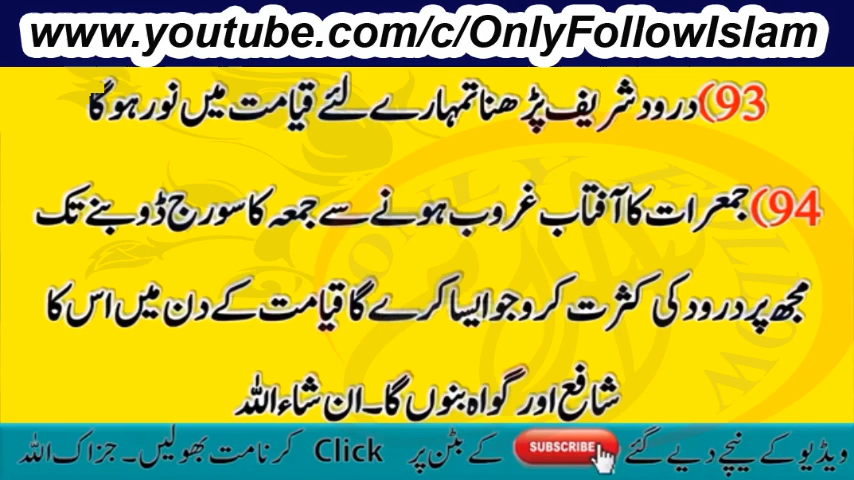 www.youtube.com/c/OnlyFollowIslam
93) درود شریف پڑھنا تمہارے لئے قیامت میں نور ہو گا
94) جمعرات کا آفتاب غروب ہونے سے جمعہ کا سورج ڈوبنے تک
مجھ پر درود کی کثرت کرو جو ایسا کرے گا قیامت کے دن میں اس کا
شافع اور گواہ بنوں گا۔ ان شاء اللہ
ویڈیو کے نیچے دیے گئے SUBSCRIBE کے بٹن پر Click کرنا مت بھولیں۔ جزاک اللہ